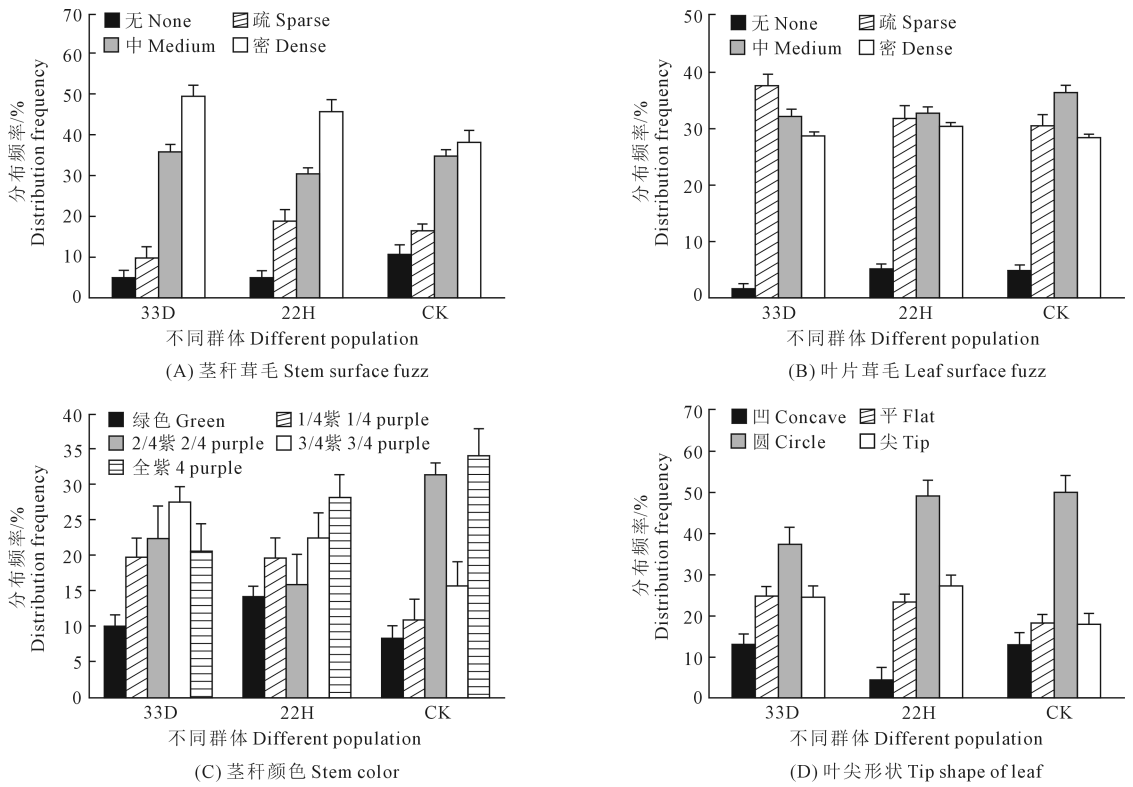 70
60
50
40
30
20
10
0
分布频率/%
Distribution frequency
无 None
疏 Sparse
中 Medium
密 Dense
33D
22H
CK
不同群体 Different population
(A) 茎秆茸毛 Stem surface fuzz
50
40
30
20
10
0
分布频率/%
Distribution frequency
无 None
疏 Sparse
中 Medium
密 Dense
33D
22H
CK
不同群体 Different population
(B) 叶片茸毛 Leaf surface fuzz
40
35
30
25
20
15
10
5
0
分布频率/%
Distribution frequency
绿色 Green
1/4紫 1/4 purple
2/4紫 2/4 purple
3/4紫 3/4 purple
全紫 4 purple
33D
22H
CK
不同群体 Different population
(C) 茎秆颜色 Stem color
70
60
50
40
30
20
10
0
分布频率/%
Distribution frequency
凹 Concave
平 Flat
圆 Circle
尖 Tip
33D
22H
CK
不同群体 Different population
(D) 叶尖形状 Tip shape of leaf